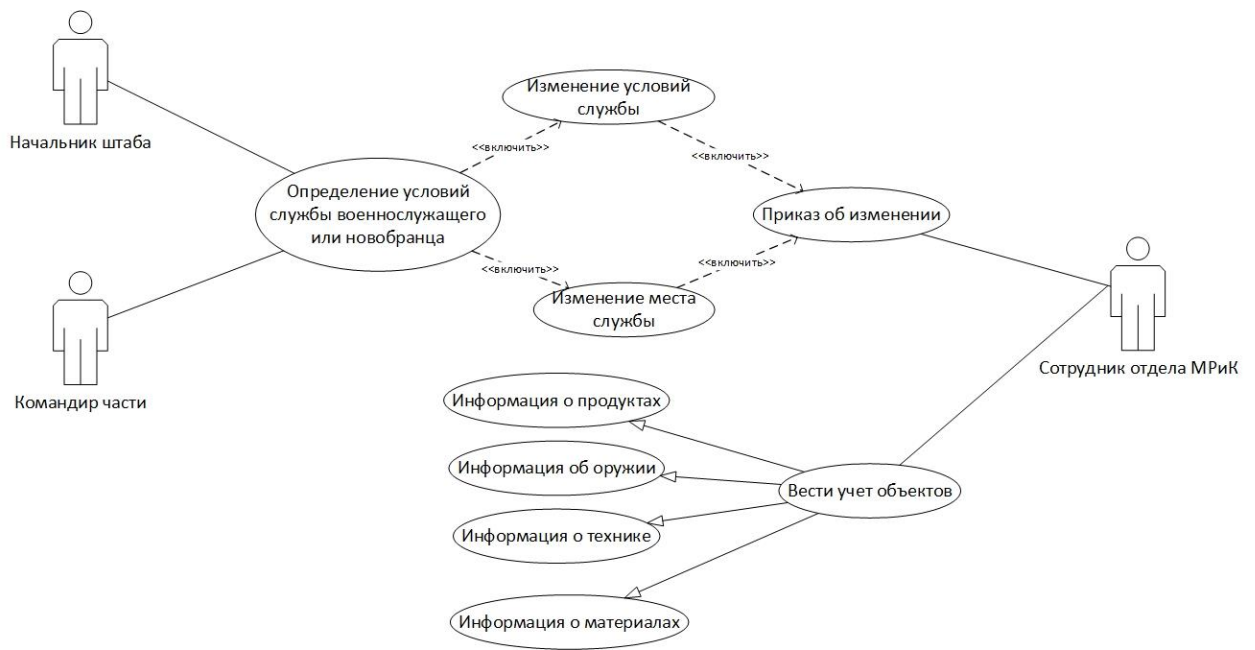 Изменение условий
службы
Начальник штаба
<<включить>>
<<включить>>
Определение условий
службы военнослужащего
или новобранца
Приказ об изменении
<<включить>>
<<включить>>
Изменение места
службы
Сотрудник отдела МРиК
Командир части
Информация о продуктах
Информация об оружии
Вести учет объектов
Информация о технике
Информация о материалах